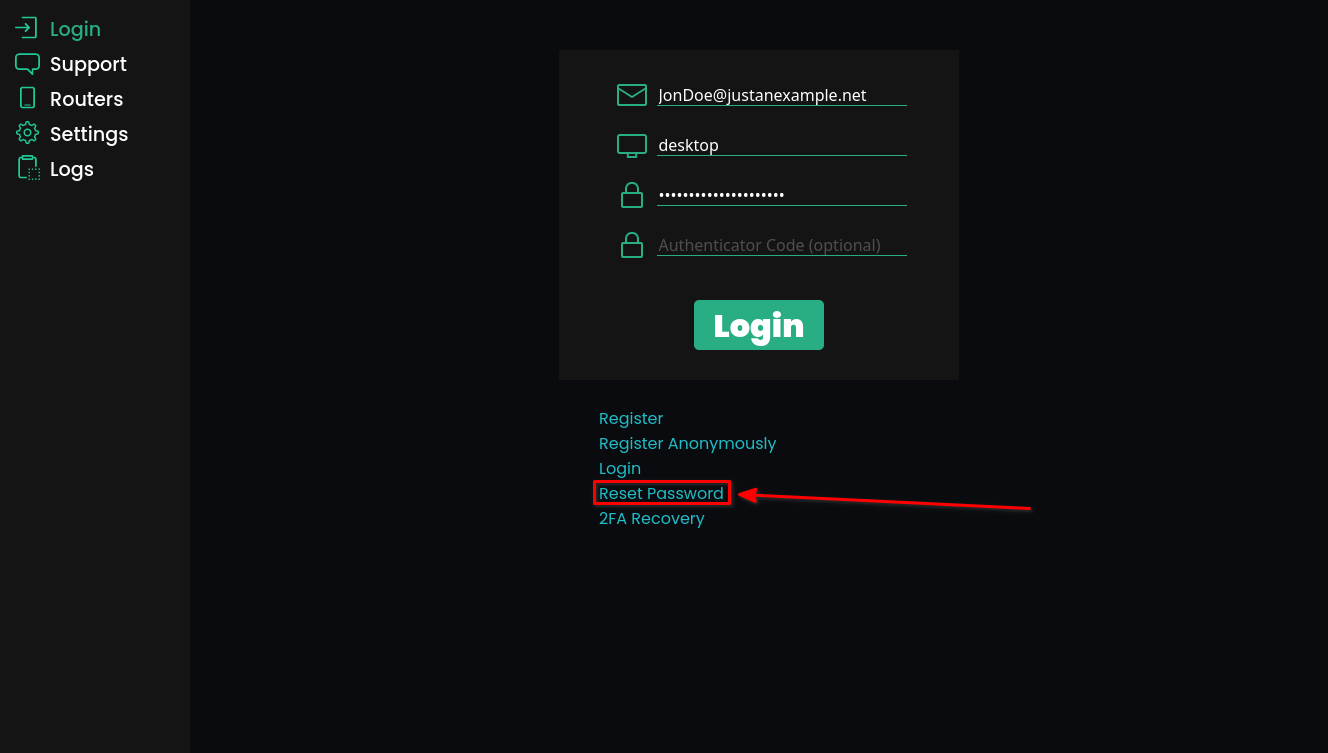 Login
Support
Routers
Settings
Logs
JonDoe@justanexample.net
desktop
•••••••••••••••••••••
Authenticator Code (optional)
Login
Register
Register Anonymously
Login
Reset Password
2FA Recovery